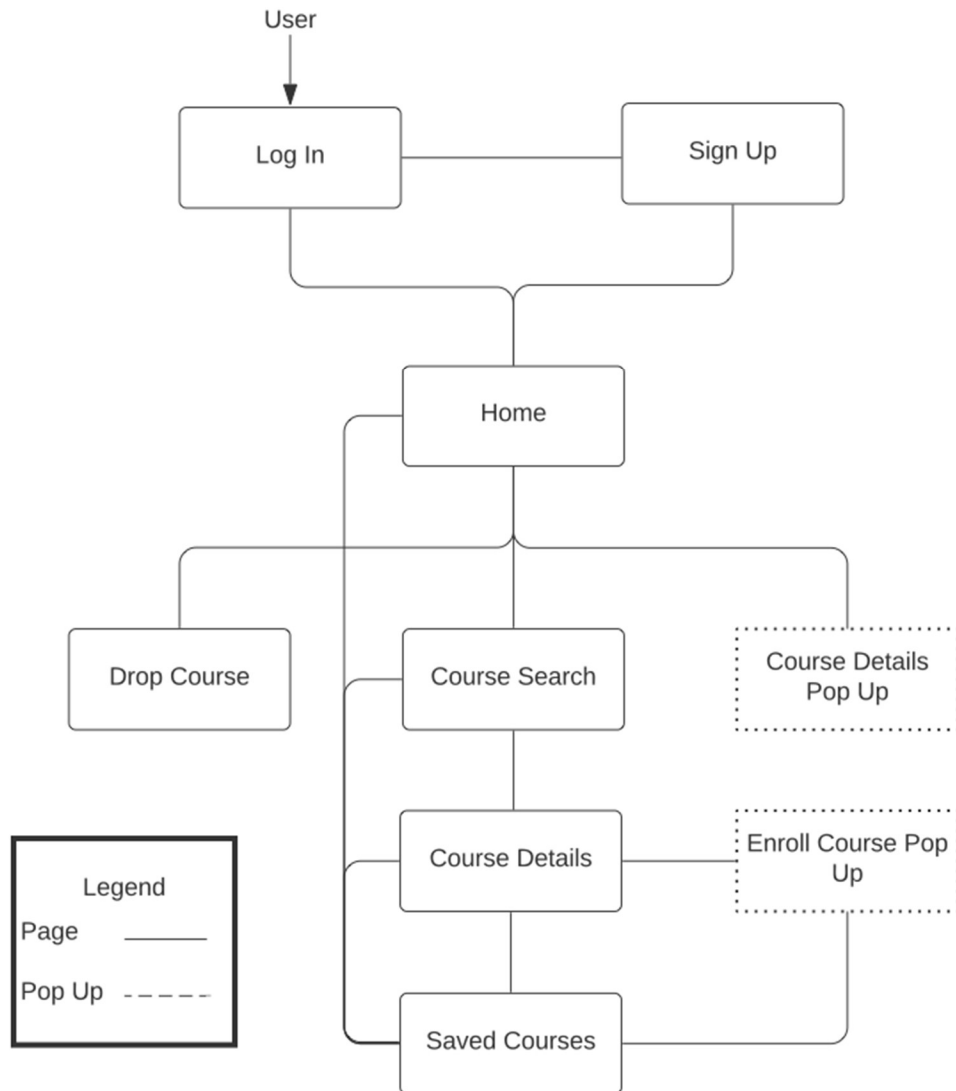 User
Log In
Sign Up
Home
Drop Course
Course Search
Course Details
Pop Up
Course Details
Enroll Course Pop
Up
Legend
Page
Pop Up
Saved Courses